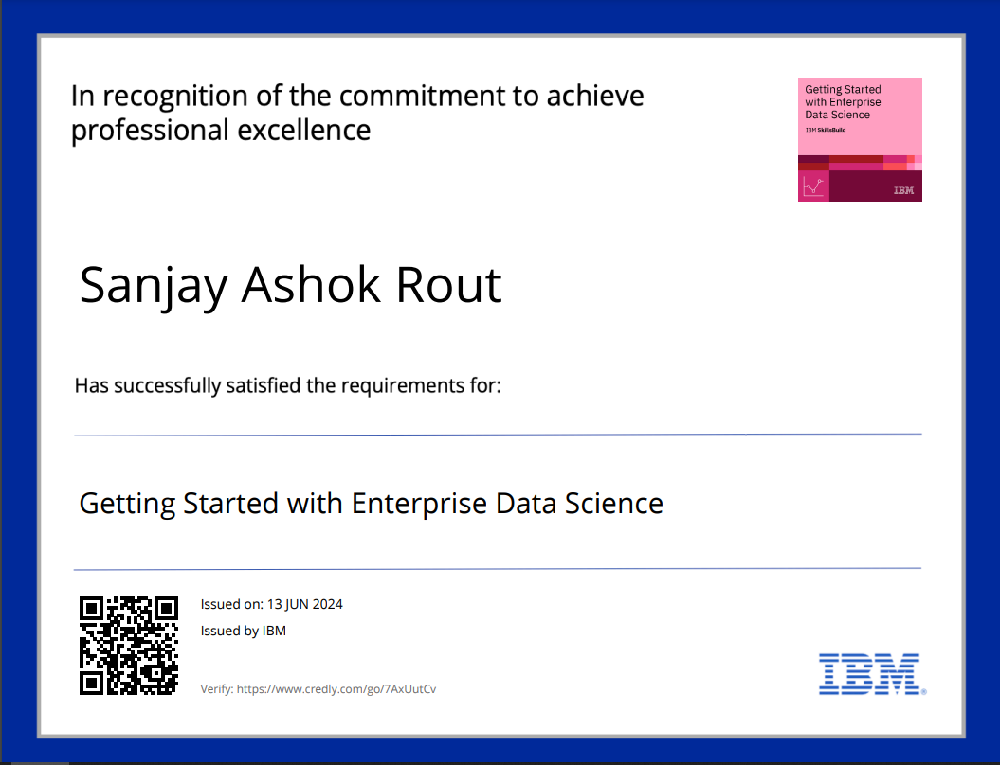 In recognition of the commitment to achieve
professional excellence
Getting Started
with Enterprise
Data Science
IBM SkillsBuild
IBM
Sanjay Ashok Rout
Has successfully satisfied the requirements for:
Getting Started with Enterprise Data Science
Issued on: 13 JUN 2024
Issued by IBM
Verify: https://www.credly.com/go/7AxUutCv
IBM®